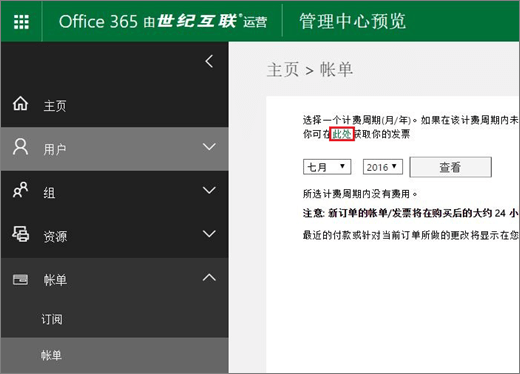 Office 365 由世纪互联®运营 管理中心预览
主页 > 帐单
主页
用户
组
资源
帐单
订阅
帐单
选择一个计费周期(月/年)。如果在该计费周期内未
你可在此处获取你的发票
七月 2016 查看
所选计费周期内没有费用。
注意: 新订单的帐单/发票将在购买后的大约 24 小
最近的付款或针对当前订单所做的更改将显示在您